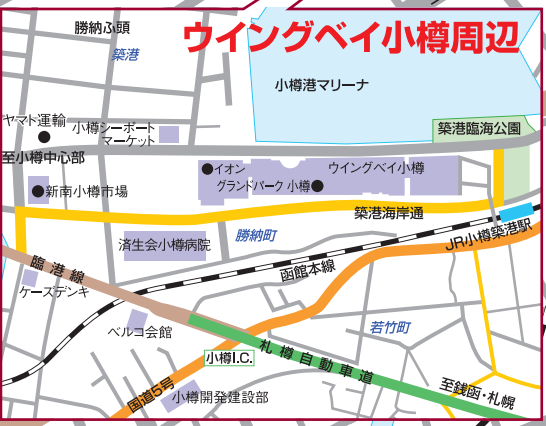 ウイングベイ小樽周辺
勝納ふ頭
築港
小樽港マリーナ
ヤマト運輸
小樽シーポート
マーケット
築港臨海公園
至小樽中心部
イオン
ウイングベイ小樽
グランドパーク 小樽
新南小樽市場
築港海岸通
済生会小樽病院
勝納町
JR小樽築港駅
臨港線
函館本線
ケーズデンキ
ベルコ会館
若竹町
小樽I.C.
札樽自動車道
国道5号
小樽開発建設部
至銭函・札幌